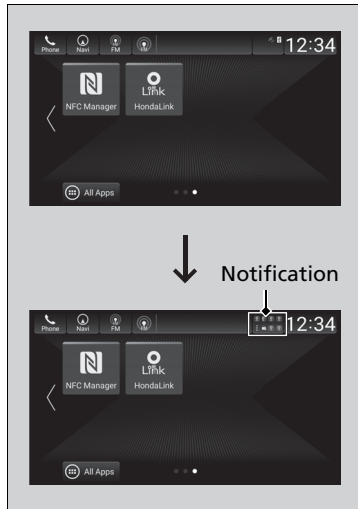 Phone Navi FM 12:34
NFC Manager HondaLink
All Apps
Notification
Phone Navi FM 12:34
NFC Manager HondaLink
All Apps